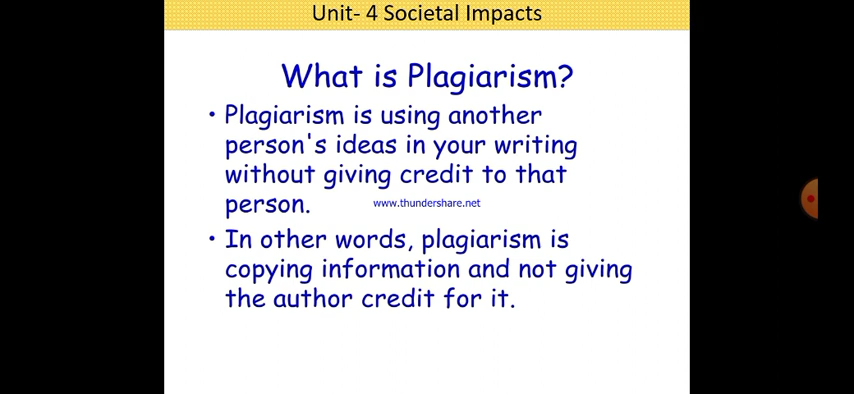 Unit- 4 Societal Impacts
What is Plagiarism?
• Plagiarism is using another
person's ideas in your writing
without giving credit to that
person.
www.thundershare.net
• In other words, plagiarism is
copying information and not giving
the author credit for it.